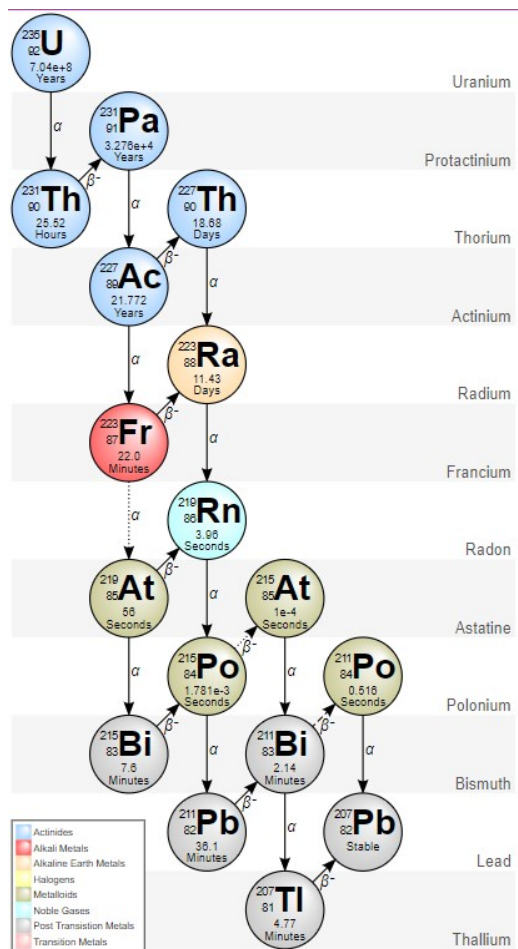 235
92 U
7.04e+8
Years
Uranium
α
231
91 Pa
3.276e+4
Years
Protactinium
β-
231
90 Th
25.52
Hours
α
227
90 Th
18.68
Days
Thorium
β-
227
89 Ac
21.772
Years
α
Actinium
α
223
88 Ra
11.43
Days
Radium
β-
223
87 Fr
22.0
Minutes
α
Francium
α
219
86 Rn
3.96
Seconds
Radon
β-
219
85 At
56
Seconds
α
215
85 At
1e-4
Seconds
Astatine
β-
α
215
84 Po
1.781e-3
Seconds
α
211
84 Po
0.516
Seconds
Polonium
β-
215
83 Bi
7.6
Minutes
α
β-
211
83 Bi
2.14
Minutes
α
Bismuth
β-
211
82 Pb
36.1
Minutes
α
207
82 Pb
Stable
Lead
β-
207
81 Tl
4.77
Minutes
Thallium
Actinides
Alkali Metals
Alkaline Earth Metals
Halogens
Metalloids
Noble Gases
Post Transistion Metals
Transition Metals